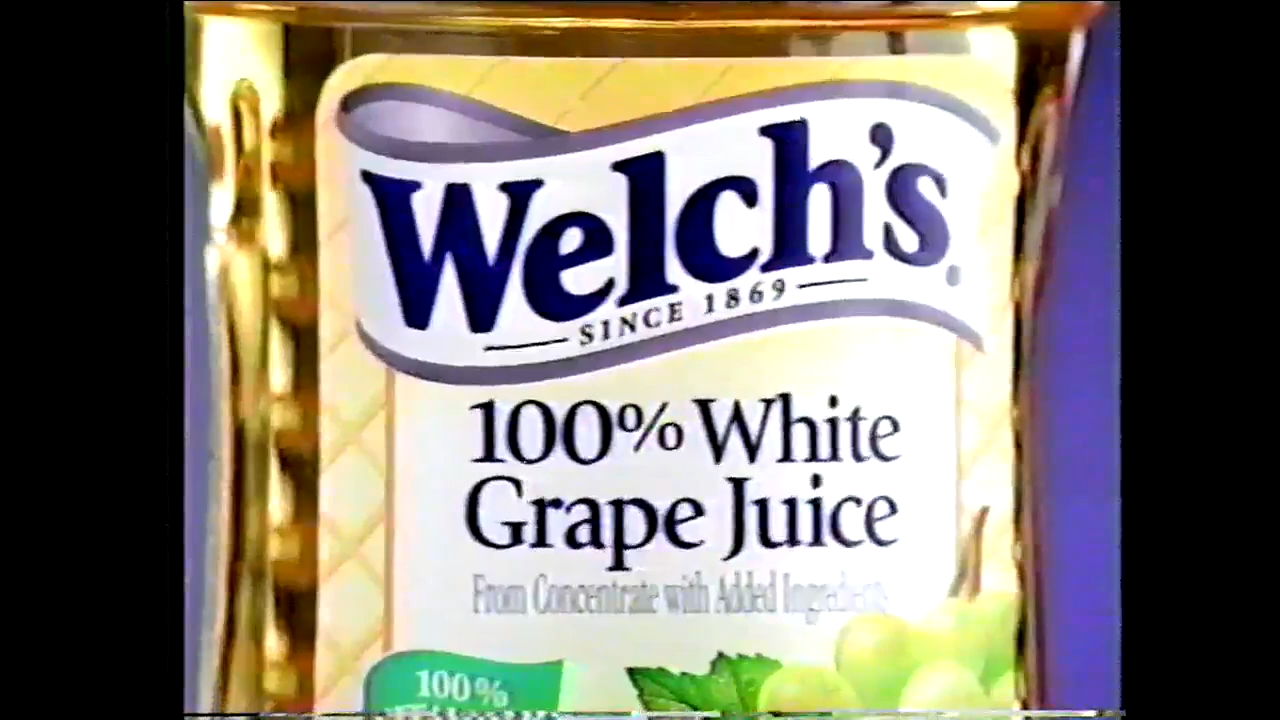 Welch's
SINCE 1869
100% White
Grape Juice
From Concentrate with Added Ingredients
100%